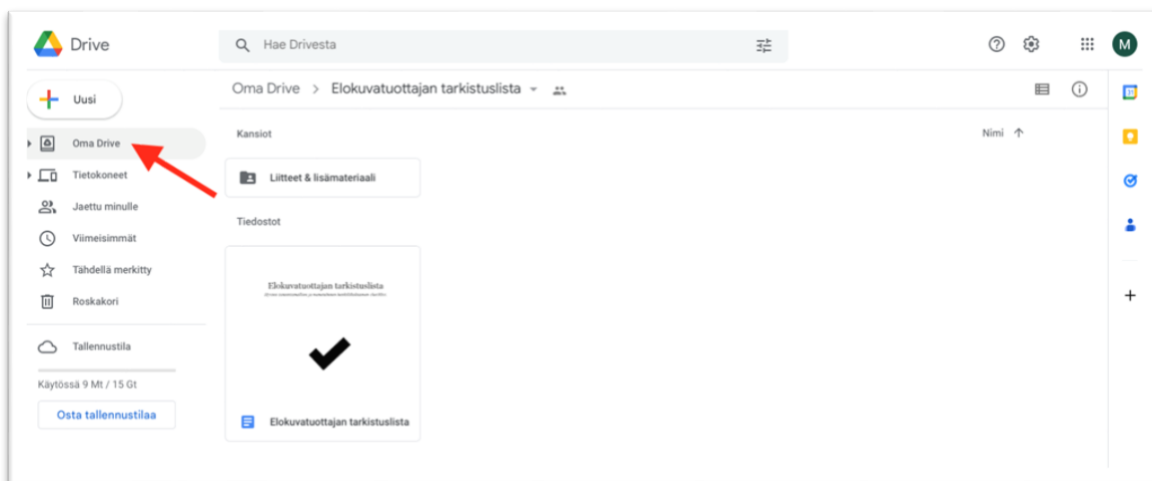 Drive
Hae Drivesta
M
Uusi
Oma Drive > Elokuvatuottajan tarkistuslista
Oma Drive
Tietokoneet
Jaettu minulle
Viimeisimmät
Tähdellä merkitty
Roskakori
Tallennustila
Käytössä 9 Mt / 15 Gt
Osta tallennustilaa
Kansiot
Nimi
Liitteet & lisämateriaali
Tiedostot
Elokuvatuottajan tarkistuslista
Elokuvatuottajan tarkistuslista
31